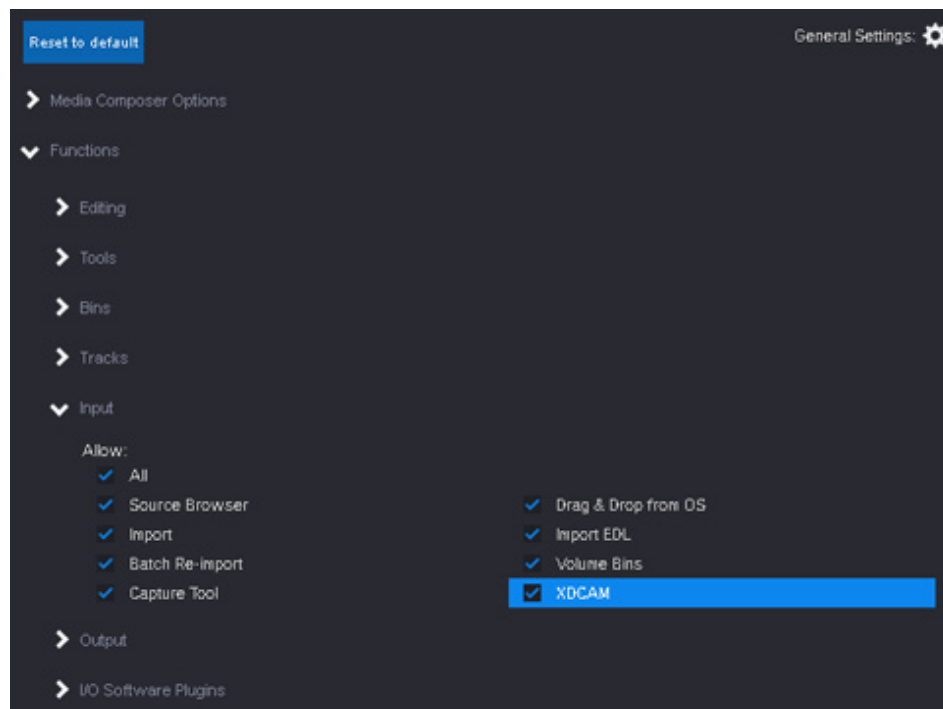 Reset to default
General Settings:
Media Composer Options
Functions
Editing
Tools
Bins
Tracks
Input
Allow:
All
Source Browser
Drag & Drop from OS
Import
Import EDL
Batch Re-import
Volume Bins
Capture Tool
XDCAM
Output
I/O Software Plugins